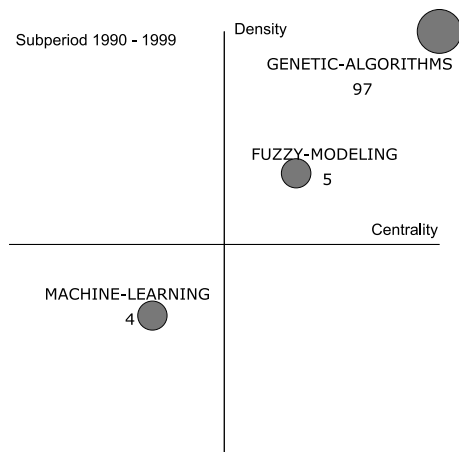 Subperiod 1990 - 1999
Density
GENETIC-ALGORITHMS
97
FUZZY-MODELING
5
Centrality
MACHINE-LEARNING
4